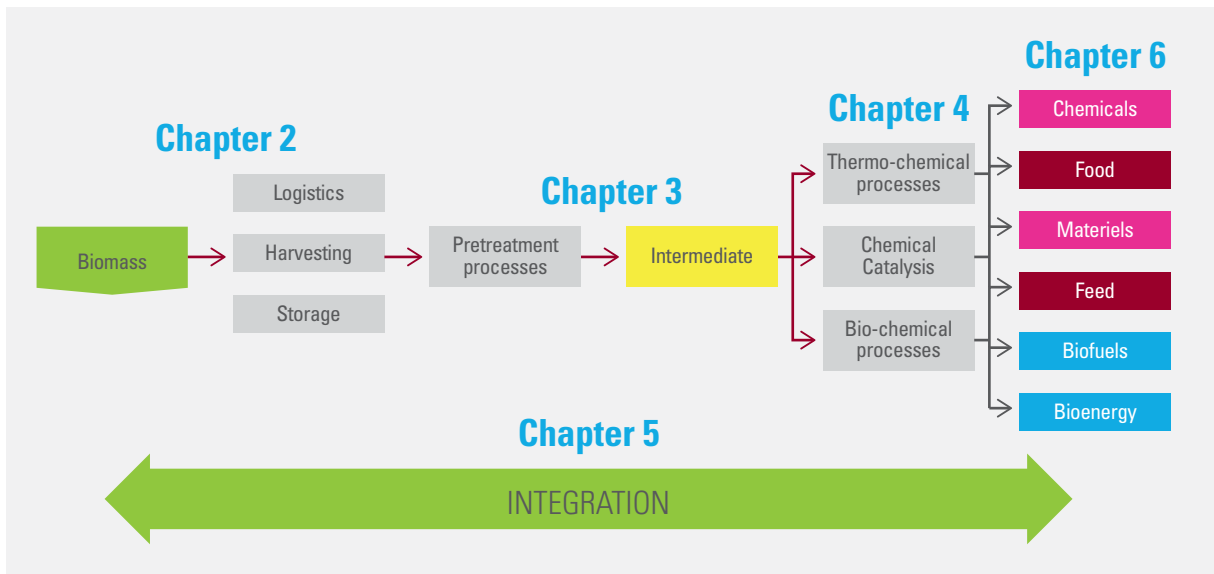 Chapter 6
Chemicals
Chapter 4
Chapter 2
Thermo-chemical
processes
Food
Logistics
Chapter 3
Materiels
Biomass
Harvesting
Pretreatment
processes
Intermediate
Chemical
Catalysis
Feed
Storage
Bio-chemical
processes
Biofuels
Bioenergy
Chapter 5
INTEGRATION